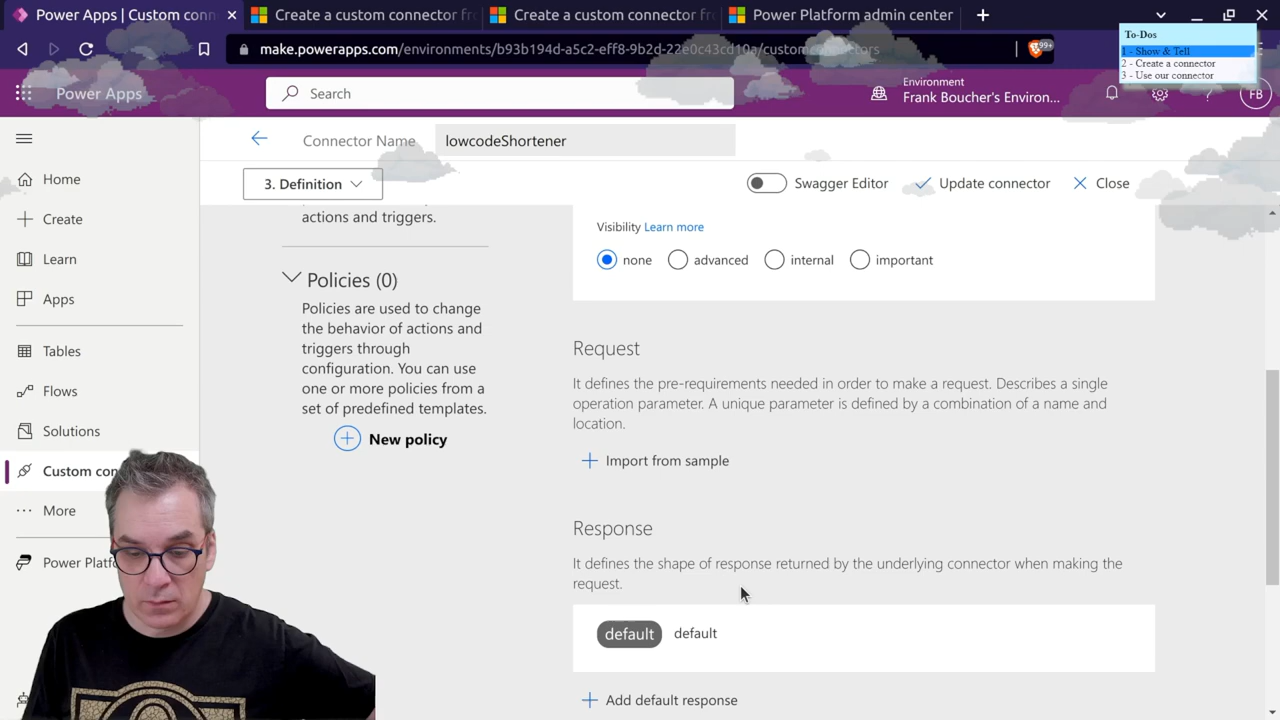 Power Apps | Custom conn
Create a custom connector fro
Create a custom connector fro
Power Platform admin center
make.powerapps.com/environments/b93b194d-a5c2-eff8-9b2d-22e0c43cd10a/customconnectors
99+
To-Dos
1 - Show & Tell
2 - Create a connector
3 - Use our connector
Power Apps
Search
Environment
Frank Boucher's Environ...
?
FB
Home
Create
Learn
Apps
Tables
Flows
Solutions
Custom con
More
Power Platf
Connector Name
lowcodeShortener
3. Definition
Swagger Editor
Update connector
Close
actions and triggers.
Policies (0)
Policies are used to change
the behavior of actions and
triggers through
configuration. You can use
one or more policies from a
set of predefined templates.
New policy
Visibility Learn more
none
advanced
internal
important
Request
It defines the pre-requirements needed in order to make a request. Describes a single
operation parameter. A unique parameter is defined by a combination of a name and
location.
Import from sample
Response
It defines the shape of response returned by the underlying connector when making the
request.
default default
Add default response